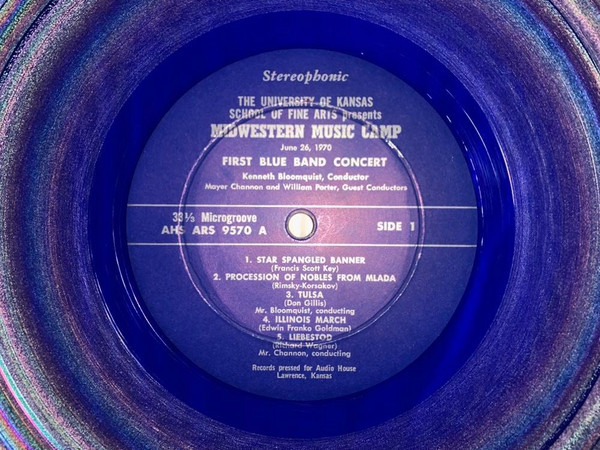 Stereophonic
THE UNIVERSITY OF KANSAS
SCHOOL OF FINE ARTS presents
MIDWESTERN MUSIC CAMP
June 26, 1970
FIRST BLUE BAND CONCERT
Kenneth Bloomquist, Conductor
Mayer Channon and William Porter, Guest Conductors
33⅓ Microgroove
AHS ARS 9570 A
SIDE 1
1. STAR SPANGLED BANNER
(Francis Scott Key)
2. PROCESSION OF NOBLES FROM MLADA
(Rimsky-Korsakov)
3. TULSA
(Don Gillis)
Mr. Bloomquist, conducting
4. ILLINOIS MARCH
(Edwin Franko Goldman)
5. LIEBESTOD
(Richard Wagner)
Mr. Channon, conducting
Records pressed for Audio House
Lawrence, Kansas